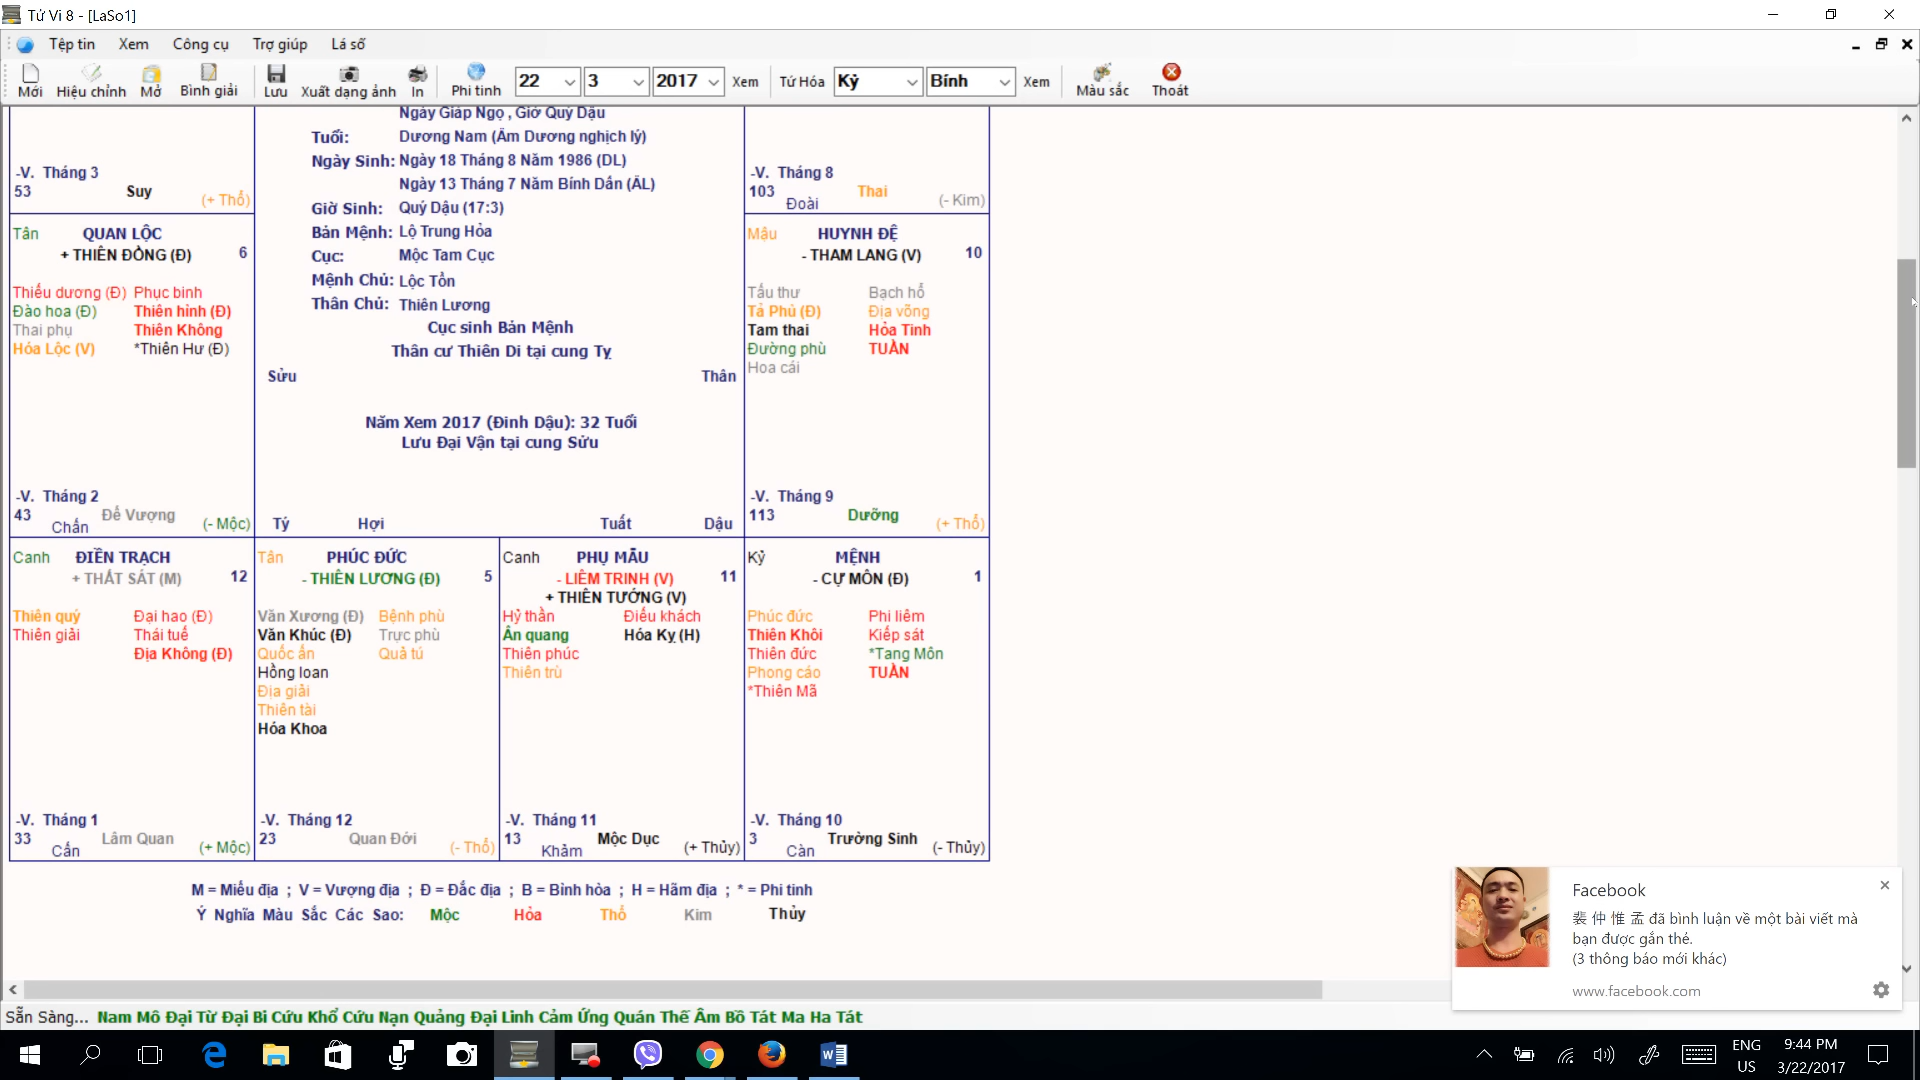 Tử Vi 8 - [LaSo1]
Tệp tin Xem Công cụ Trợ giúp Lá số
Mới Hiệu chỉnh Mở Bình giải Lưu Xuất dạng ảnh In Phi tinh 22 3 2017 Xem Tứ Hóa Kỷ Bính Xem Màu sắc Thoát
Ngày Giáp Ngọ , Giờ Quý Dậu
Tuổi: Dương Nam (Âm Dương nghịch lý)
Ngày Sinh: Ngày 18 Tháng 8 Năm 1986 (DL)
Ngày 13 Tháng 7 Năm Bính Dần (ÂL)
Giờ Sinh: Quý Dậu (17:3)
Bản Mệnh: Lộ Trung Hỏa
Cục: Mộc Tam Cục
Mệnh Chủ: Lộc Tồn
Thân Chủ: Thiên Lương
Cục sinh Bản Mệnh
Thân cư Thiên Di tại cung Tỵ
Sửu Thân
Năm Xem 2017 (Đinh Dậu): 32 Tuổi
Lưu Đại Vận tại cung Sửu
Tý Hợi Tuất Dậu
-V. Tháng 3
53 Suy (+ Thổ)
-V. Tháng 8
103 Đoài Thai (- Kim)
Tân QUAN LỘC
+ THIÊN ĐỒNG (Đ) 6
Thiếu dương (Đ) Phục binh
Đào hoa (Đ) Thiên hình (Đ)
Thai phụ Thiên Không
Hóa Lộc (V) *Thiên Hư (Đ)
-V. Tháng 2
43 Chấn Đế Vượng (- Mộc)
Mậu HUYNH ĐỆ
- THAM LANG (V) 10
Tấu thư Bạch hổ
Tả Phù (Đ) Địa võng
Tam thai Hỏa Tinh
Đường phù TUẦN
Hoa cái
-V. Tháng 9
113 Dưỡng (+ Thổ)
Canh ĐIỀN TRẠCH
+ THẤT SÁT (M) 12
Thiên quý Đại hao (Đ)
Thiên giải Thái tuế
Địa Không (Đ)
-V. Tháng 1
33 Cấn Lâm Quan (+ Mộc)
Tân PHÚC ĐỨC
- THIÊN LƯƠNG (Đ) 5
Văn Xương (Đ) Bệnh phù
Văn Khúc (Đ) Trực phù
Quốc ấn Quả tú
Hồng loan
Địa giải
Thiên tài
Hóa Khoa
-V. Tháng 12
23 Quan Đới (- Thổ)
Canh PHỤ MẪU
- LIÊM TRINH (V) 11
+ THIÊN TƯỚNG (V)
Hỷ thần Điếu khách
Ân quang Hóa Kỵ (H)
Thiên phúc
Thiên trù
-V. Tháng 11
13 Khảm Mộc Dục (+ Thủy)
Kỷ MỆNH
- CỰ MÔN (Đ) 1
Phúc đức Phi liêm
Thiên Khôi Kiếp sát
Thiên đức *Tang Môn
Phong cáo TUẦN
*Thiên Mã
-V. Tháng 10
3 Càn Trường Sinh (- Thủy)
M = Miếu địa ; V = Vượng địa ; Đ = Đắc địa ; B = Bình hòa ; H = Hãm địa ; * = Phi tinh
Ý Nghĩa Màu Sắc Các Sao: Mộc Hỏa Thổ Kim Thủy
Facebook
裴 仲 惟 孟 đã bình luận về một bài viết mà
bạn được gắn thẻ.
(3 thông báo mới khác)
www.facebook.com
Sẵn Sàng... Nam Mô Đại Từ Đại Bi Cứu Khổ Cứu Nạn Quảng Đại Linh Cảm Ứng Quán Thế Âm Bồ Tát Ma Ha Tát
ENG
US
9:44 PM
3/22/2017